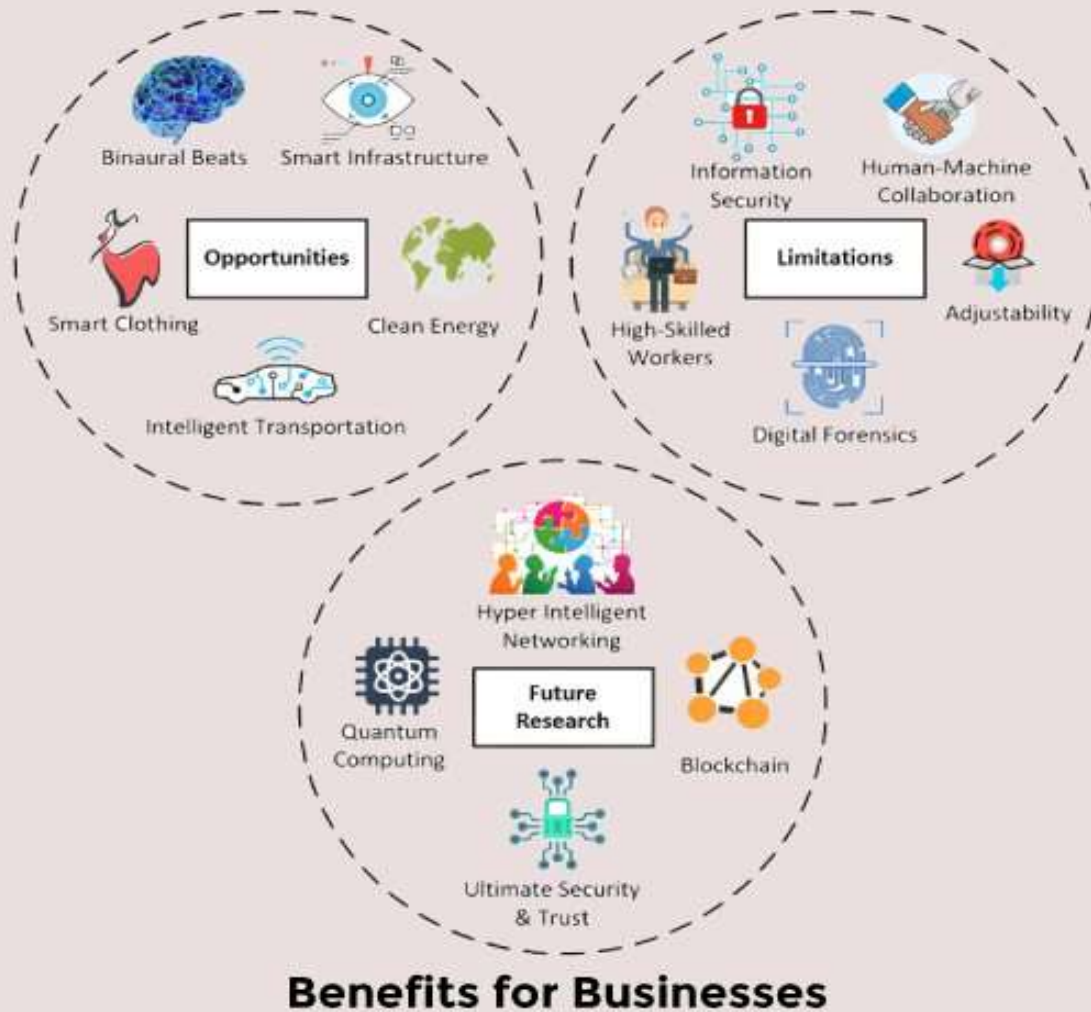 Binaural Beats
Smart Infrastructure
Smart Clothing
Opportunities
Clean Energy
Intelligent Transportation
Information
Security
Human-Machine
Collaboration
High-Skilled
Workers
Limitations
Adjustability
Digital Forensics
Hyper Intelligent
Networking
Quantum
Computing
Future
Research
Blockchain
Ultimate Security
& Trust
Benefits for Businesses